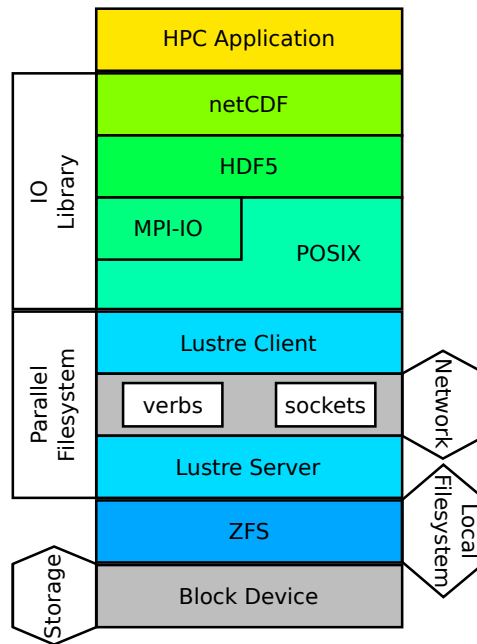 HPC Application
IO
Library
netCDF
HDF5
MPI-IO
POSIX
Parallel
Filesystem
Lustre Client
verbs
sockets
Network
Lustre Server
Local
Filesystem
ZFS
Storage
Block Device